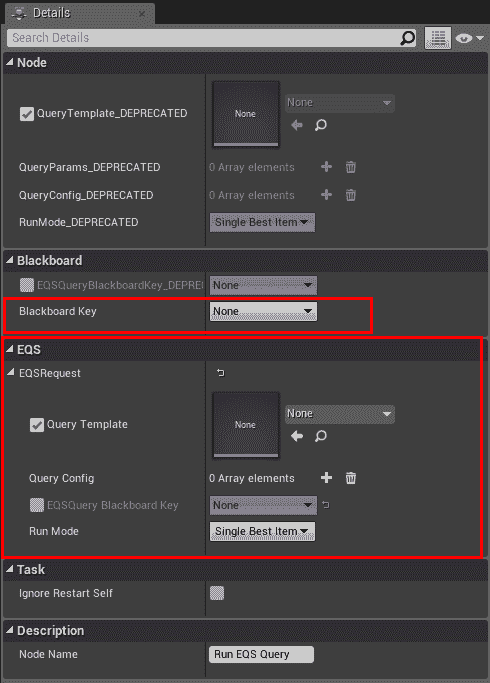 Details
Search Details
Node
QueryTemplate_DEPRECATED
None
None
QueryParams_DEPRECATED
0 Array elements
QueryConfig_DEPRECATED
0 Array elements
RunMode_DEPRECATED
Single Best Item
Blackboard
EQSQueryBlackboardKey_DEPRE
None
Blackboard Key
None
EQS
EQSRequest
Query Template
None
None
Query Config
0 Array elements
EQSQuery Blackboard Key
None
Run Mode
Single Best Item
Task
Ignore Restart Self
Description
Node Name
Run EQS Query